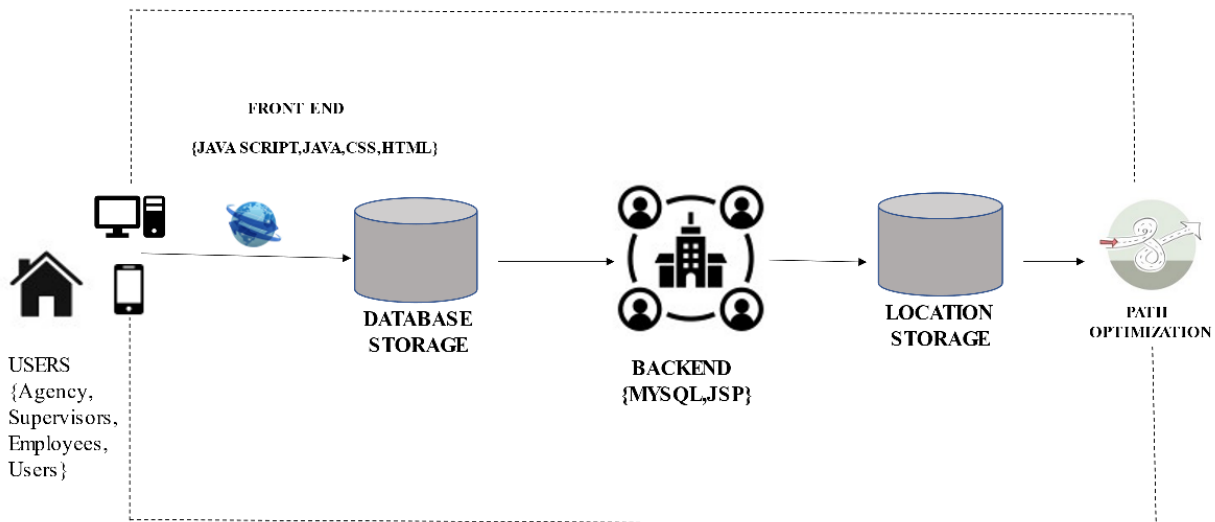 FRONT END
{JAVA SCRIPT,JAVA,CSS,HTML}
DATABASE
STORAGE
BACKEND
{MYSQL,JSP}
LOCATION
STORAGE
PATH
OPTIMIZATION
USERS
{Agency,
Supervisors,
Employees,
Users}